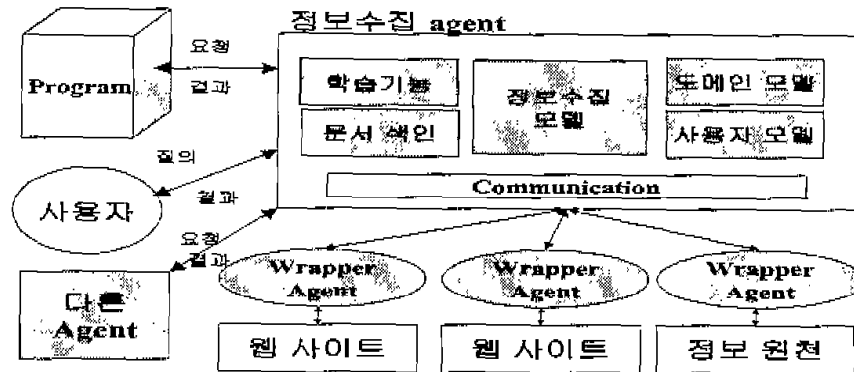 정보수집 agent
Program
요청
결과
학습기능
문서 색인
정보수집
모델
도메인 모델
사용자 모델
Communication
사용자
질의
결과
다른
Agent
요청
결과
Wrapper
Agent
Wrapper
Agent
Wrapper
Agent
웹 사이트
웹 사이트
정보 원천